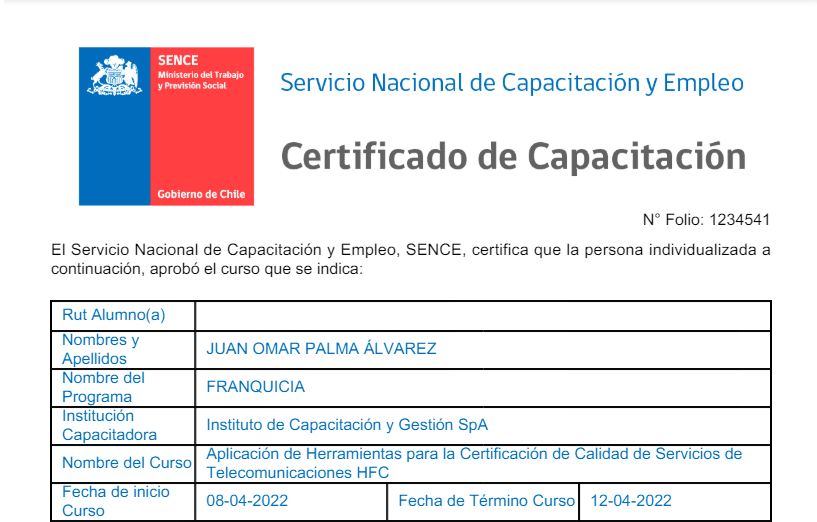 SENCE
Ministerio del Trabajo
y Previsión Social
Gobierno de Chile
Servicio Nacional de Capacitación y Empleo
Certificado de Capacitación
N° Folio: 1234541
El Servicio Nacional de Capacitación y Empleo, SENCE, certifica que la persona individualizada a
continuación, aprobó el curso que se indica:
Rut Alumno(a)
Nombres y
Apellidos
JUAN OMAR PALMA ÁLVAREZ
Nombre del
Programa
FRANQUICIA
Institución
Capacitadora
Instituto de Capacitación y Gestión SpA
Nombre del Curso
Aplicación de Herramientas para la Certificación de Calidad de Servicios de
Telecomunicaciones HFC
Fecha de inicio
Curso
08-04-2022
Fecha de Término Curso
12-04-2022